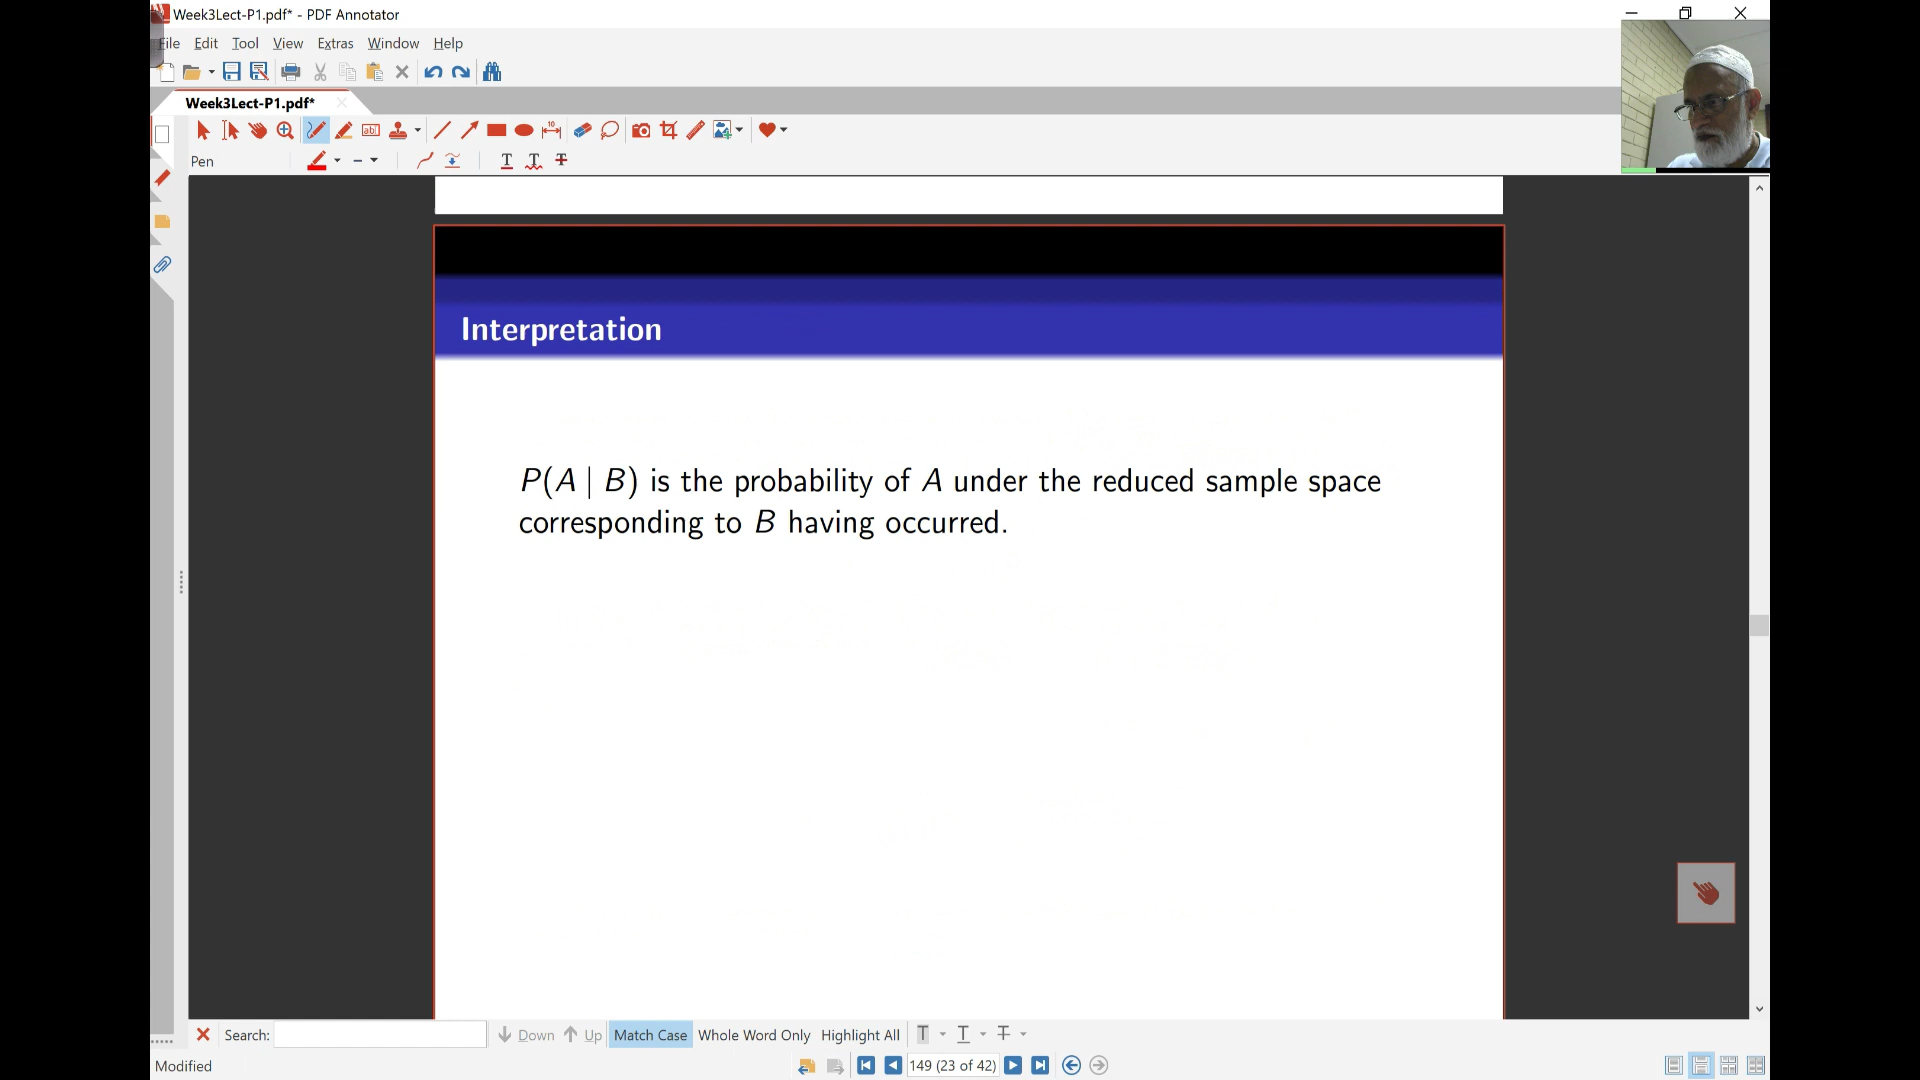 Week3Lect-P1.pdf* - PDF Annotator
File Edit Tool View Extras Window Help
Week3Lect-P1.pdf*
Pen
Interpretation
P(A | B) is the probability of A under the reduced sample space
corresponding to B having occurred.
Search: Down Up Match Case Whole Word Only Highlight All
Modified 149 (23 of 42)